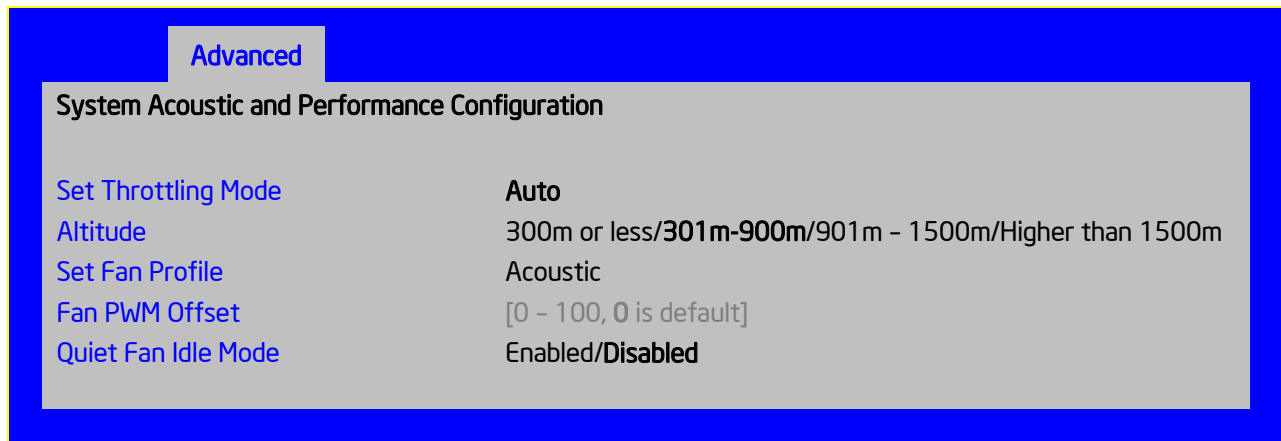 Advanced
System Acoustic and Performance Configuration
Set Throttling Mode Auto
Altitude 300m or less/301m-900m/901m – 1500m/Higher than 1500m
Set Fan Profile Acoustic
Fan PWM Offset [0 – 100, 0 is default]
Quiet Fan Idle Mode Enabled/Disabled